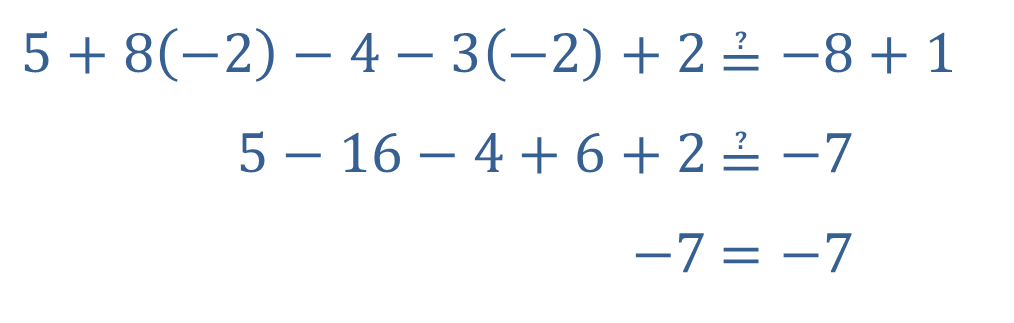 5 + 8(−2) − 4 − 3(−2) + 2 ≟ −8 + 1
5 − 16 − 4 + 6 + 2 ≟ −7
−7 = −7